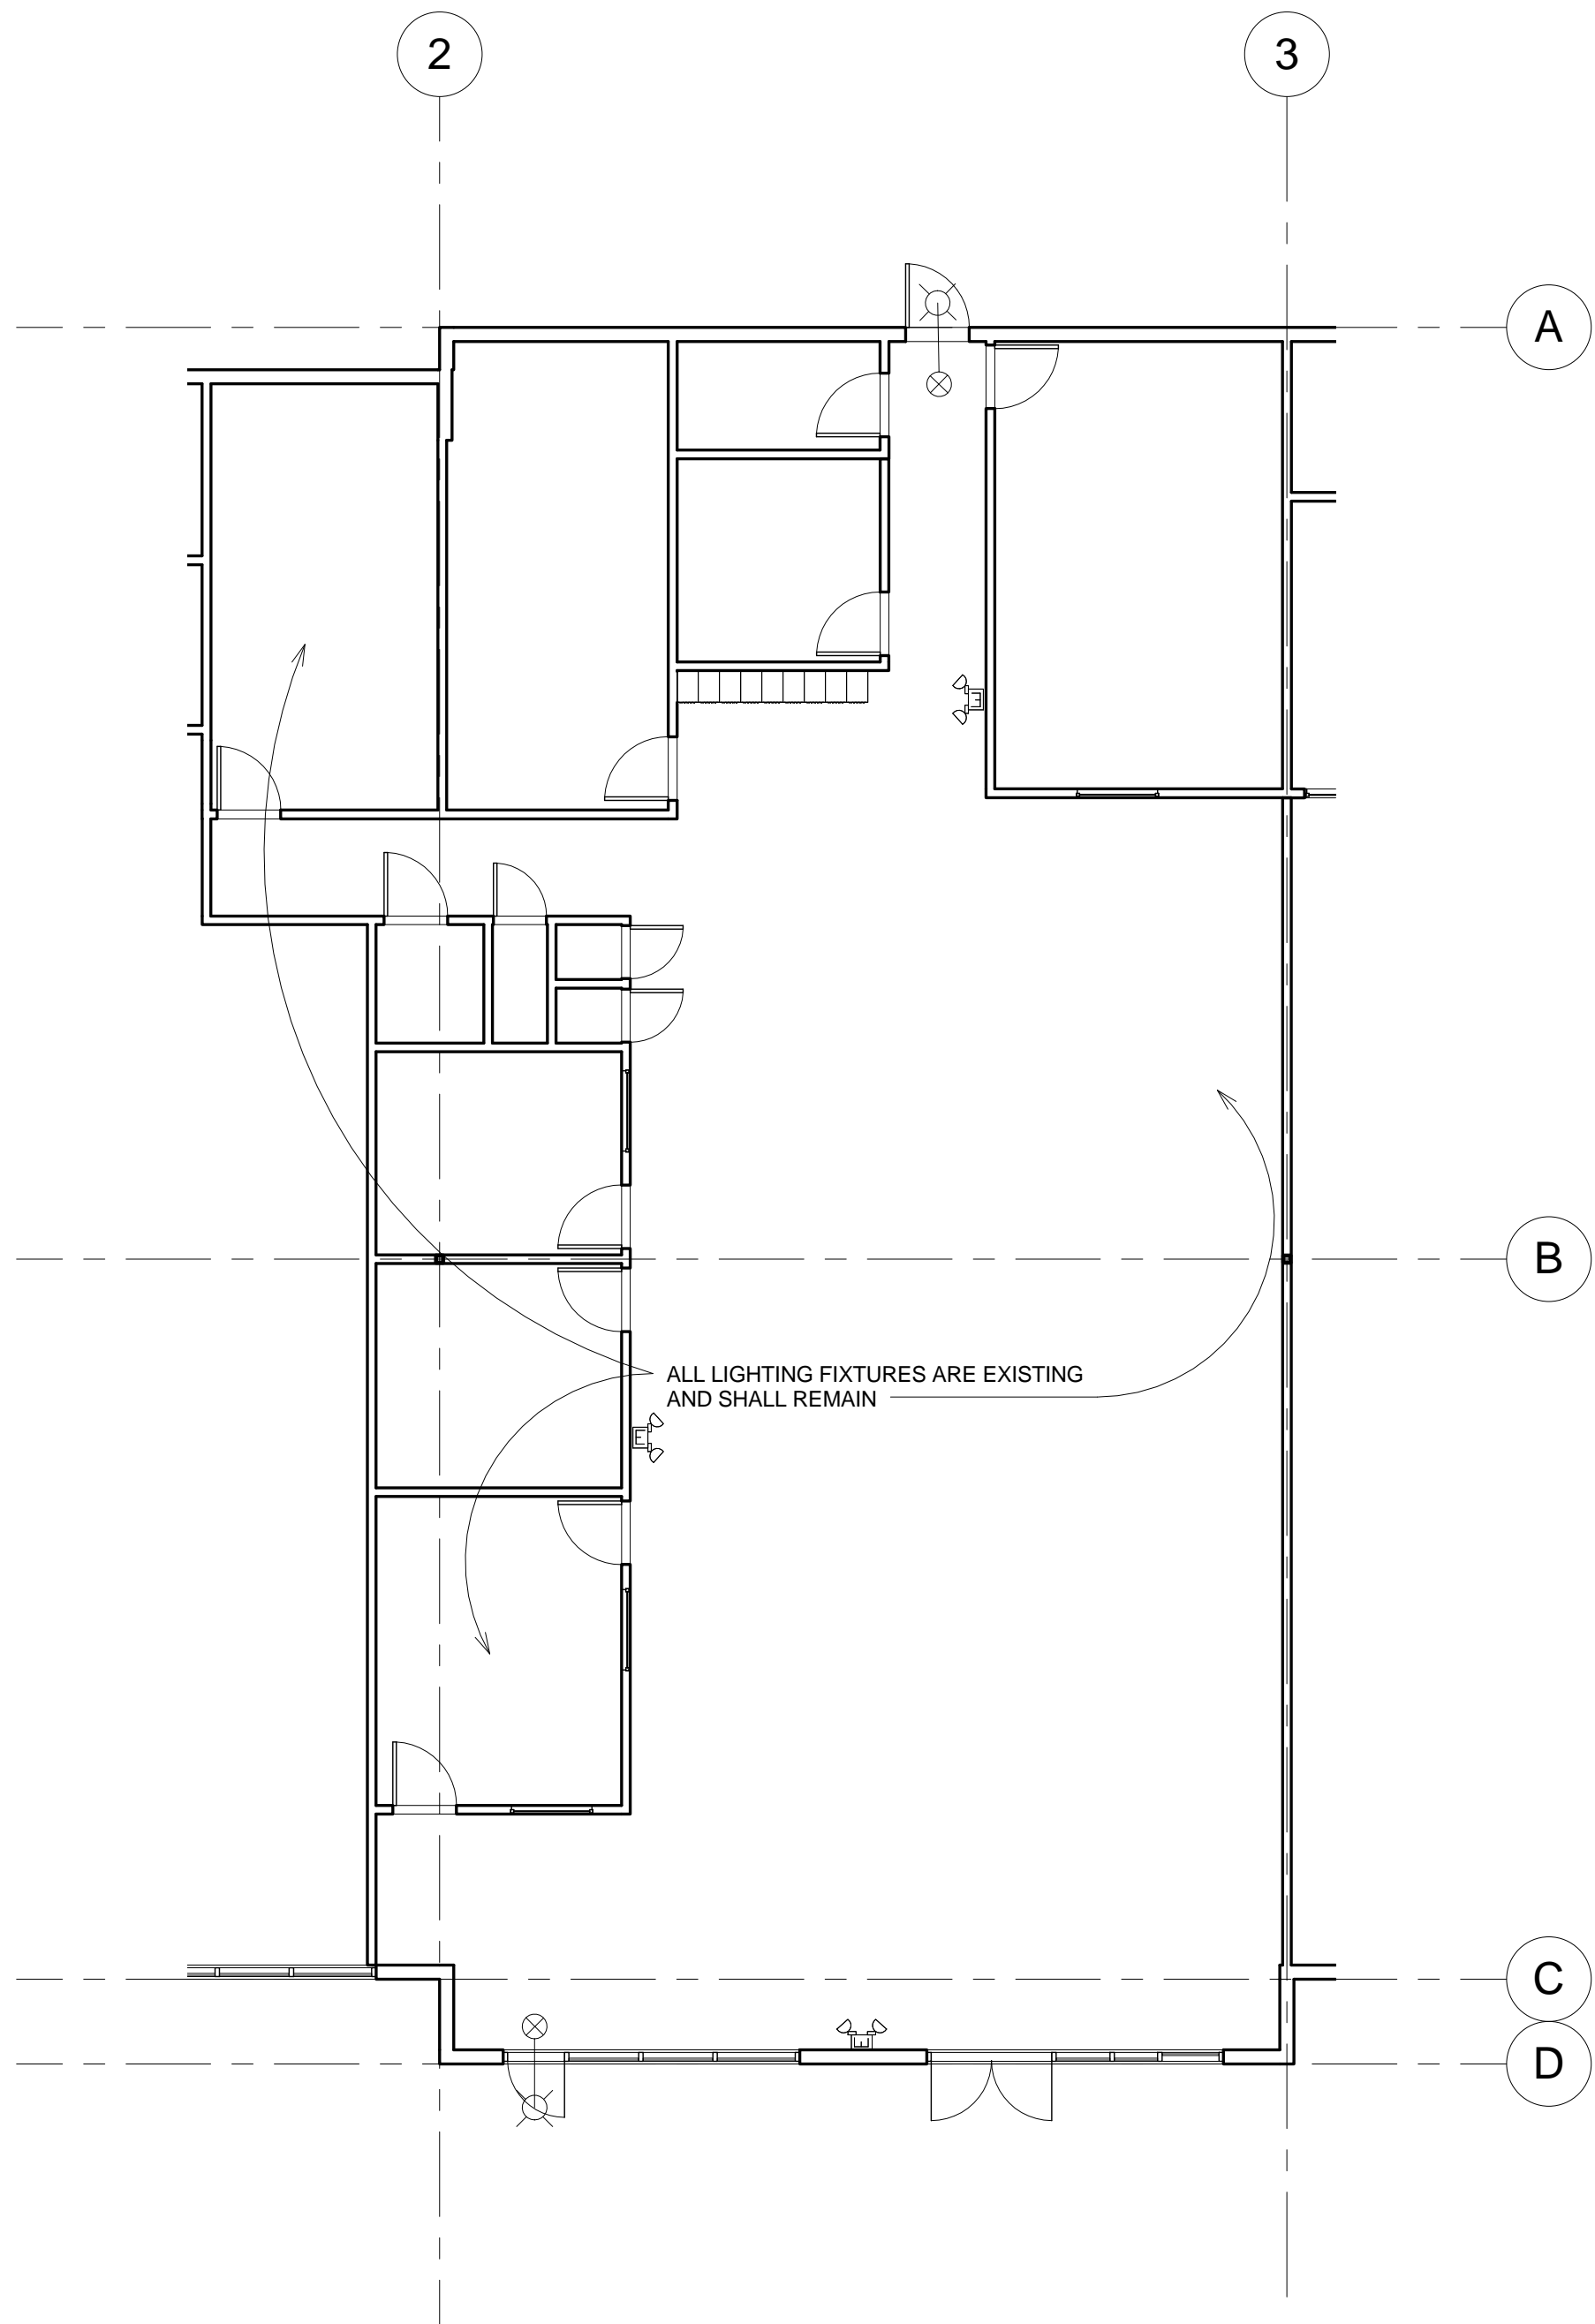 2
3
A
B
ALL LIGHTING FIXTURES ARE EXISTING
AND SHALL REMAIN
E
E
E
C
D